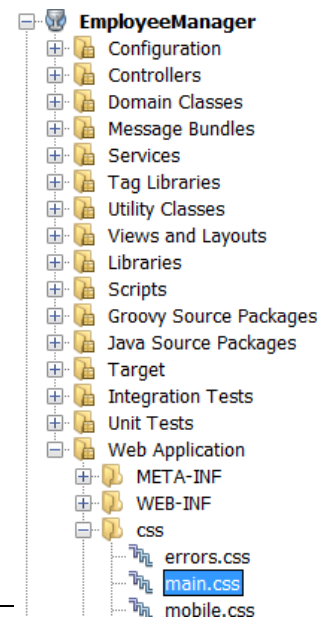 EmployeeManager
Configuration
Controllers
Domain Classes
Message Bundles
Services
Tag Libraries
Utility Classes
Views and Layouts
Libraries
Scripts
Groovy Source Packages
Java Source Packages
Target
Integration Tests
Unit Tests
Web Application
META-INF
WEB-INF
css
errors.css
main.css
mobile.css